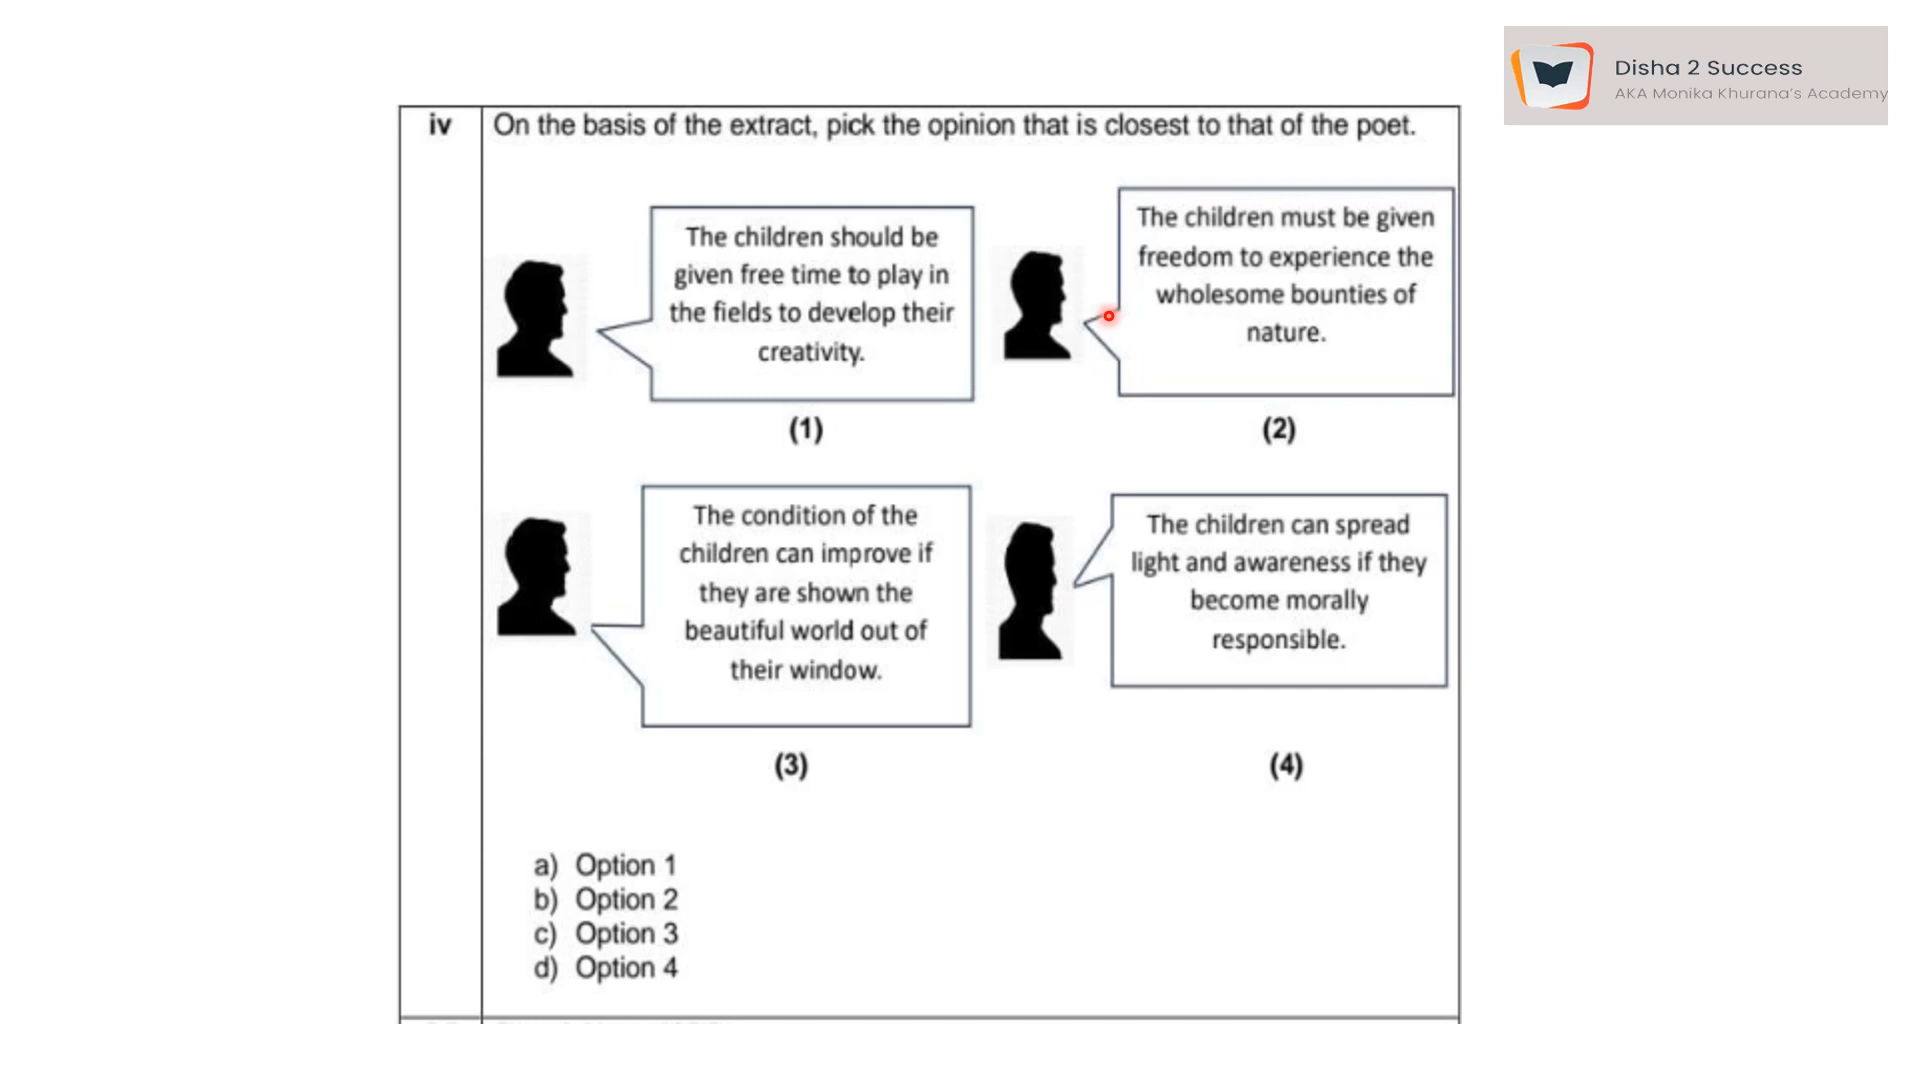 Disha 2 Success
AKA Monika Khurana's Academy
iv On the basis of the extract, pick the opinion that is closest to that of the poet.
The children should be
given free time to play in
the fields to develop their
creativity.
(1)
The children must be given
freedom to experience the
wholesome bounties of
nature.
(2)
The condition of the
children can improve if
they are shown the
beautiful world out of
their window.
(3)
The children can spread
light and awareness if they
become morally
responsible.
(4)
a) Option 1
b) Option 2
c) Option 3
d) Option 4